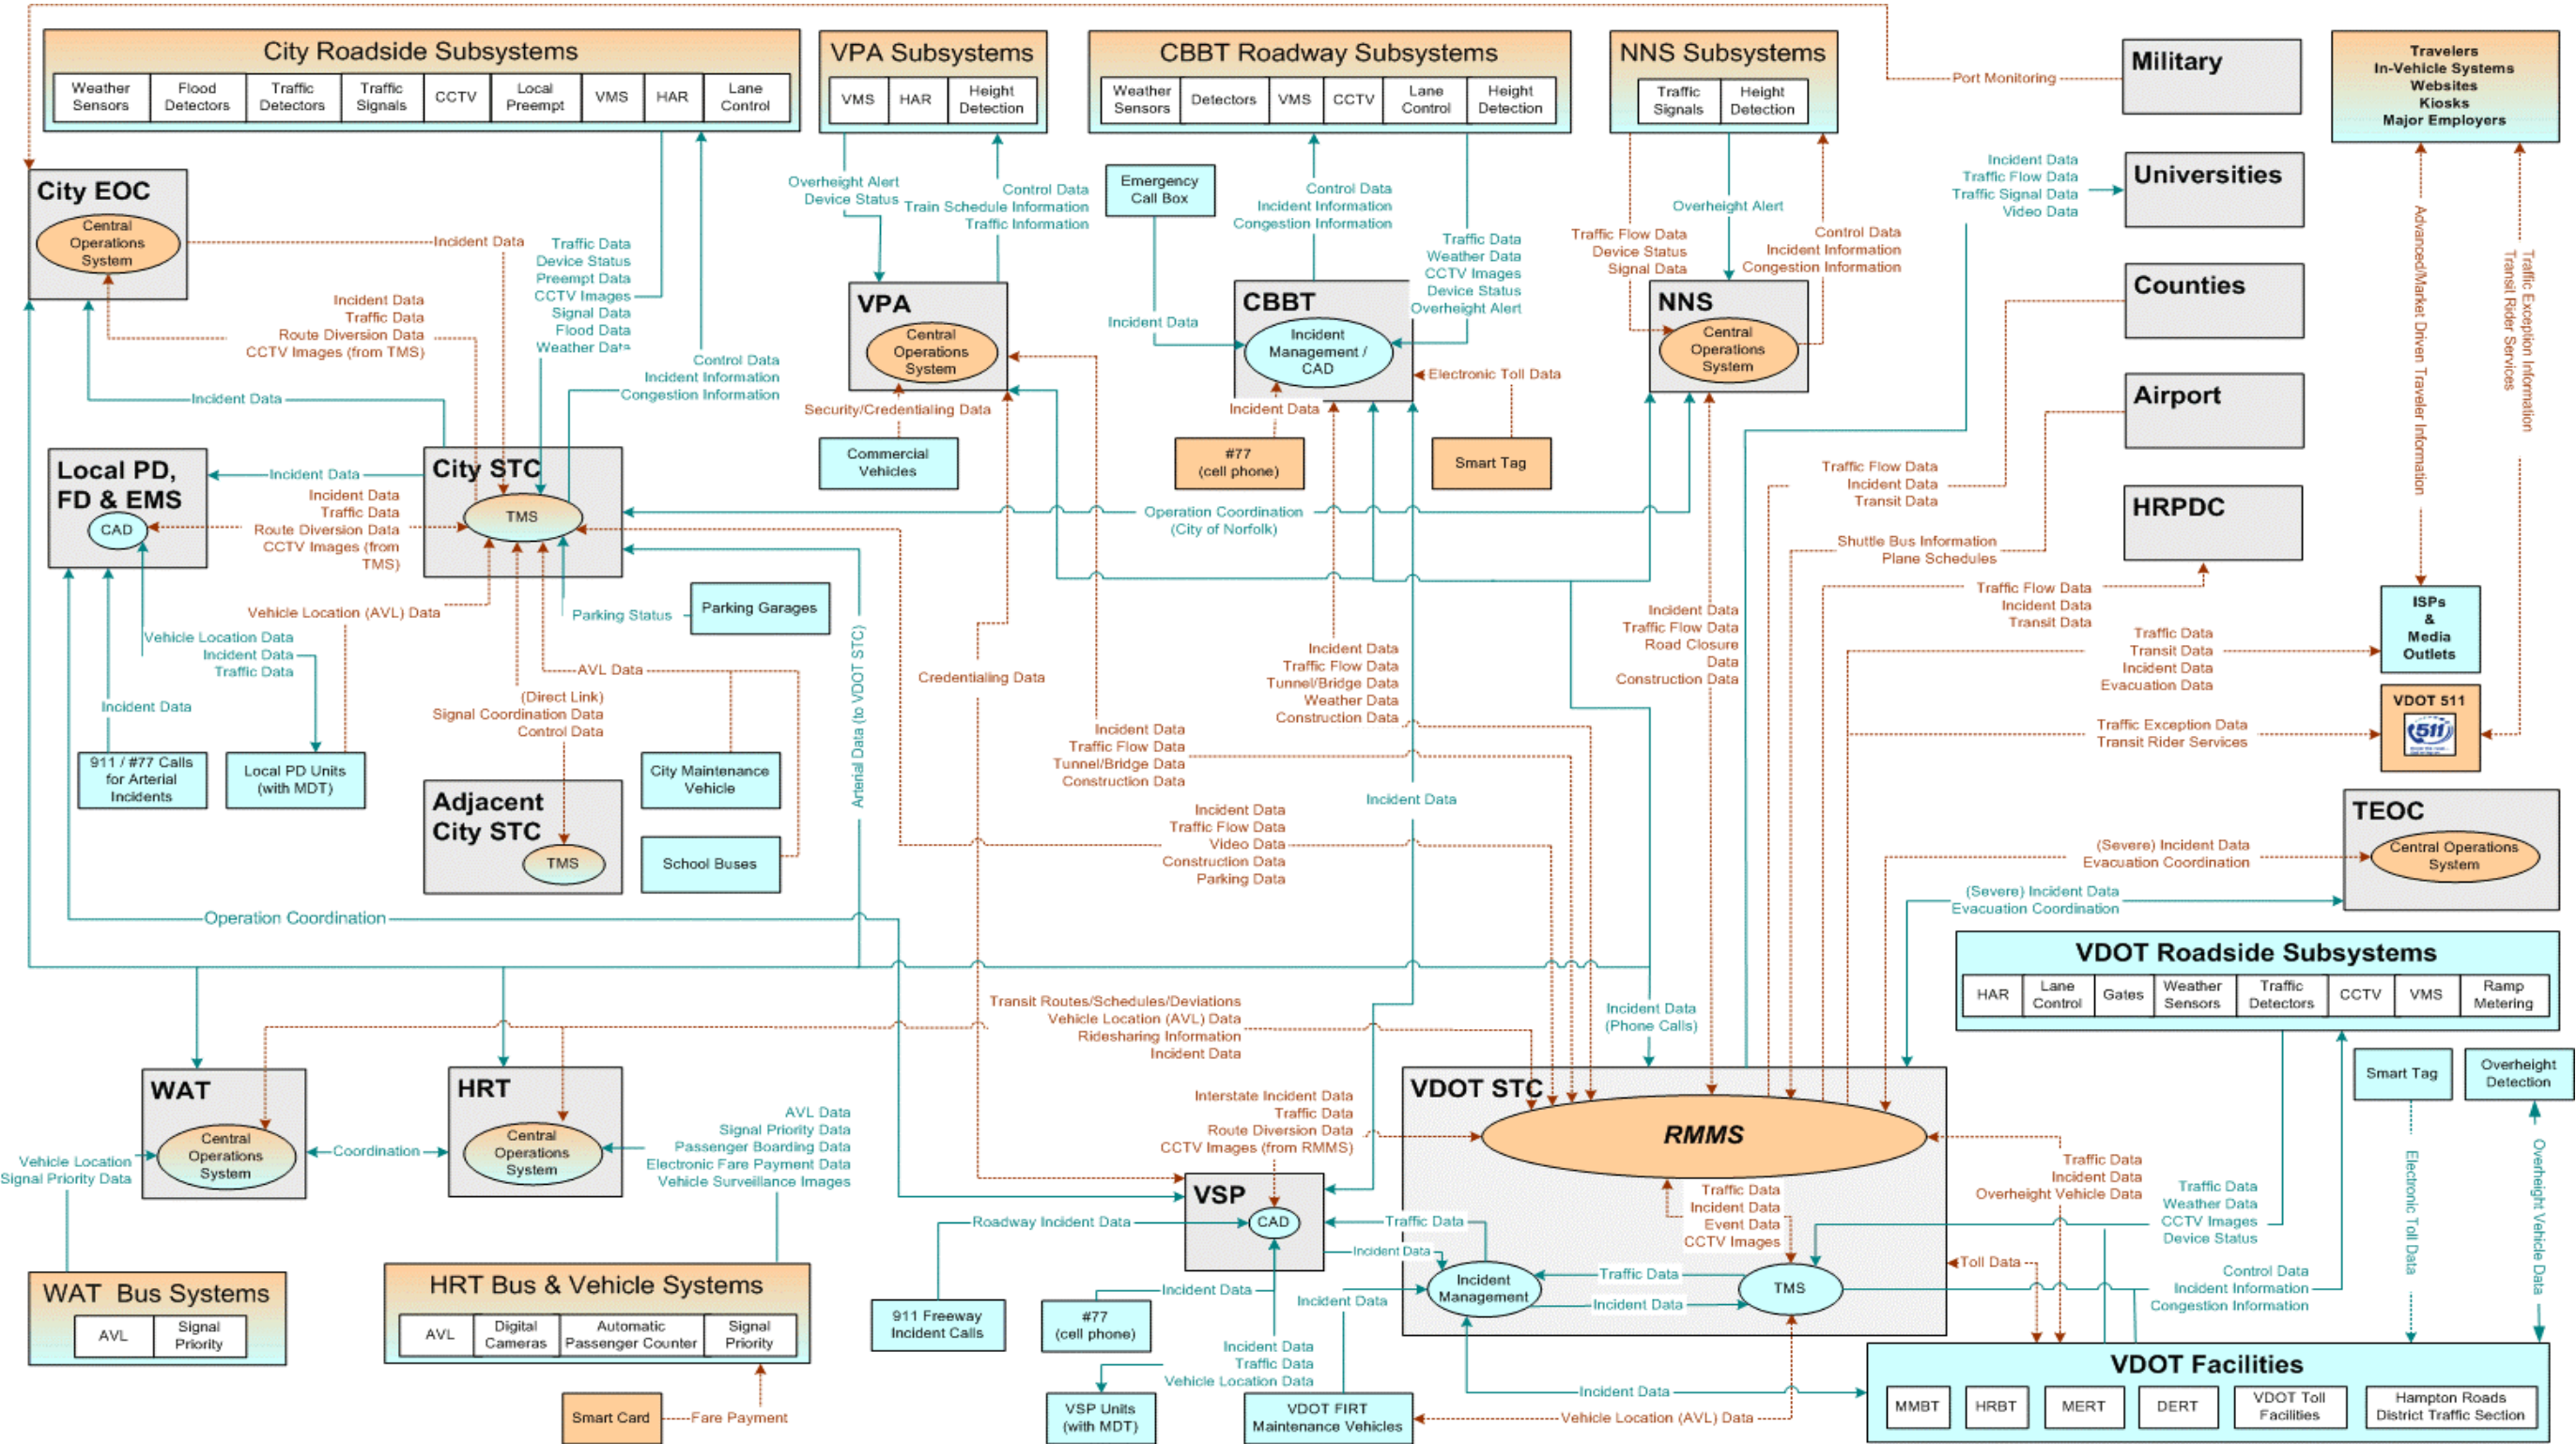 City Roadside Subsystems
Weather
Sensors
Flood
Detectors
Traffic
Detectors
Traffic
Signals
CCTV
Local
Preempt
VMS
HAR
Lane
Control
VPA Subsystems
VMS
HAR
Height
Detection
CBBT Roadway Subsystems
Weather
Sensors
Detectors
VMS
CCTV
Lane
Control
Height
Detection
NNS Subsystems
Traffic
Signals
Height
Detection
Port Monitoring
Military
Travelers
In-Vehicle Systems
Websites
Kiosks
Major Employers
City EOC
Central
Operations
System
Incident Data
Traffic Data
Device Status
Preempt Data
CCTV Images
Signal Data
Flood Data
Weather Data
Incident Data
Traffic Data
Route Diversion Data
CCTV Images (from TMS)
Control Data
Incident Information
Congestion Information
Incident Data
Overheight Alert
Device Status
Control Data
Train Schedule Information
Traffic Information
VPA
Central
Operations
System
Security/Credentialing Data
Commercial
Vehicles
Emergency
Call Box
Incident Data
Control Data
Incident Information
Congestion Information
Traffic Data
Weather Data
CCTV Images
Device Status
Overheight Alert
CBBT
Incident
Management /
CAD
Incident Data
Electronic Toll Data
#77
(cell phone)
Smart Tag
Overheight Alert
Traffic Flow Data
Device Status
Signal Data
Control Data
Incident Information
Congestion Information
NNS
Central
Operations
System
Incident Data
Traffic Flow Data
Traffic Signal Data
Video Data
Universities
Counties
Airport
HRPDC
Traffic Flow Data
Incident Data
Transit Data
Shuttle Bus Information
Plane Schedules
Traffic Flow Data
Incident Data
Transit Data
Traffic Data
Transit Data
Incident Data
Evacuation Data
Traffic Exception Data
Transit Rider Services
Advanced/Market Driven Traveler Information
Traffic Exception Information
Transit Rider Services
ISPs
&
Media
Outlets
VDOT 511
511
Local PD,
FD & EMS
CAD
Incident Data
Incident Data
Traffic Data
Route Diversion Data
CCTV Images (from
TMS)
City STC
TMS
Operation Coordination
(City of Norfolk)
Vehicle Location (AVL) Data
Vehicle Location Data
Incident Data
Traffic Data
Incident Data
Parking Status
Parking Garages
AVL Data
(Direct Link)
Signal Coordination Data
Control Data
911 / #77 Calls
for Arterial
Incidents
Local PD Units
(with MDT)
Adjacent
City STC
TMS
City Maintenance
Vehicle
School Buses
Arterial Data (to VDOT STC)
Credentialing Data
Incident Data
Traffic Flow Data
Tunnel/Bridge Data
Weather Data
Construction Data
Incident Data
Traffic Flow Data
Tunnel/Bridge Data
Construction Data
Incident Data
Traffic Flow Data
Video Data
Construction Data
Parking Data
Incident Data
Incident Data
Traffic Flow Data
Road Closure
Data
Construction Data
TEOC
Central Operations
System
(Severe) Incident Data
Evacuation Coordination
(Severe) Incident Data
Evacuation Coordination
Operation Coordination
VDOT Roadside Subsystems
HAR
Lane
Control
Gates
Weather
Sensors
Traffic
Detectors
CCTV
VMS
Ramp
Metering
Transit Routes/Schedules/Deviations
Vehicle Location (AVL) Data
Ridesharing Information
Incident Data
Incident Data
(Phone Calls)
WAT
Central
Operations
System
Coordination
HRT
Central
Operations
System
Vehicle Location
Signal Priority Data
AVL Data
Signal Priority Data
Passenger Boarding Data
Electronic Fare Payment Data
Vehicle Surveillance Images
WAT Bus Systems
AVL
Signal
Priority
HRT Bus & Vehicle Systems
AVL
Digital
Cameras
Automatic
Passenger Counter
Signal
Priority
Smart Card
Fare Payment
Interstate Incident Data
Traffic Data
Route Diversion Data
CCTV Images (from RMMS)
VSP
CAD
Roadway Incident Data
911 Freeway
Incident Calls
Incident Data
#77
(cell phone)
Incident Data
Traffic Data
Vehicle Location Data
VSP Units
(with MDT)
Incident Data
VDOT FIRT
Maintenance Vehicles
VDOT STC
RMMS
Traffic Data
Incident Data
Event Data
CCTV Images
Traffic Data
Incident Data
Incident
Management
Traffic Data
Incident Data
TMS
Incident Data
Vehicle Location (AVL) Data
Smart Tag
Overheight
Detection
Electronic Toll Data
Overheight Vehicle Data
Traffic Data
Incident Data
Overheight Vehicle Data
Traffic Data
Weather Data
CCTV Images
Device Status
Toll Data
Control Data
Incident Information
Congestion Information
VDOT Facilities
MMBT
HRBT
MERT
DERT
VDOT Toll
Facilities
Hampton Roads
District Traffic Section